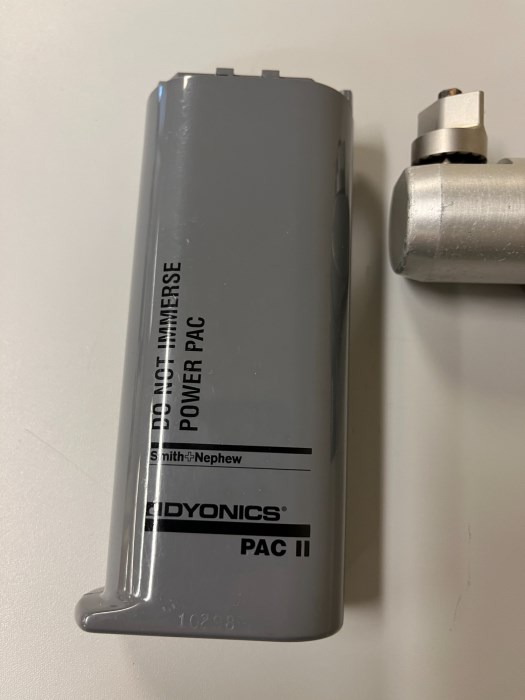 DO NOT IMMERSE
POWER PAC
Smith+Nephew
DYONICS®
PAC II